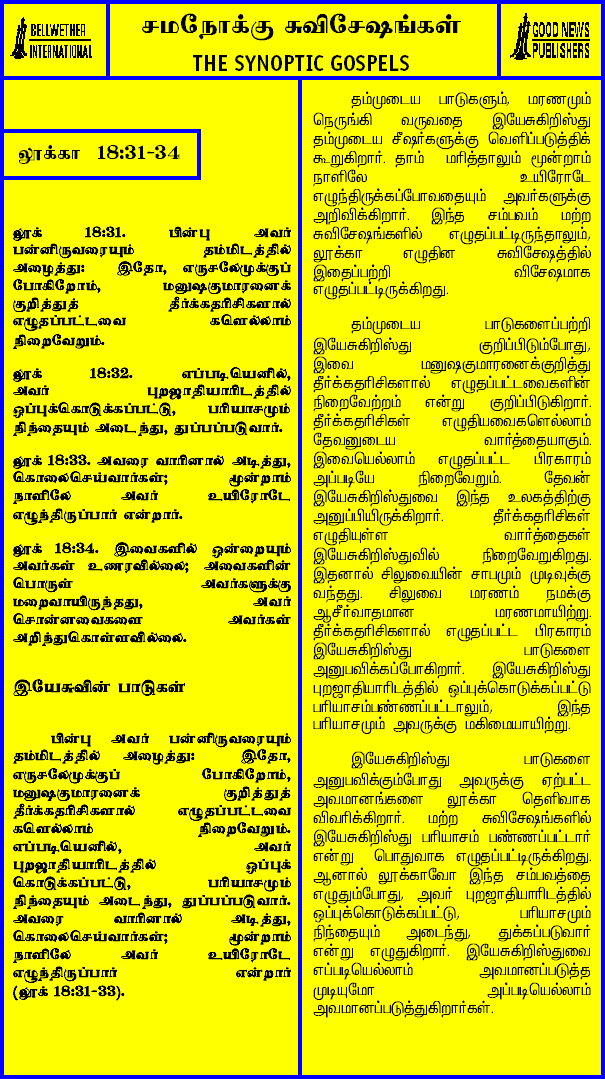 BELLWETHER
INTERNATIONAL
சமநோக்கு சுவிசேஷங்கள்
THE SYNOPTIC GOSPELS
GOOD NEWS
PUBLISHERS
லூக்கா 18:31-34
லூக் 18:31. பின்பு அவர்
பன்னிருவரையும் தம்மிடத்தில்
அழைத்து: இதோ, எருசலேமுக்குப்
போகிறோம், மனுஷகுமாரனைக்
குறித்துத் தீர்க்கதரிசிகளால்
எழுதப்பட்டவை களெல்லாம்
நிறைவேறும்.
லூக் 18:32. எப்படியெனில்,
அவர் புறஜாதியாரிடத்தில்
ஒப்புக்கொடுக்கப்பட்டு, பரியாசமும்
நிந்தையும் அடைந்து, துப்பப்படுவார்.
லூக் 18:33. அவரை வாரினால் அடித்து,
கொலைசெய்வார்கள்; மூன்றாம்
நாளிலே அவர் உயிரோடே
எழுந்திருப்பார் என்றார்.
லூக் 18:34. இவைகளில் ஒன்றையும்
அவர்கள் உணரவில்லை; அவைகளின்
பொருள் அவர்களுக்கு
மறைவாயிருந்தது, அவர்
சொன்னவைகளை அவர்கள்
அறிந்துகொள்ளவில்லை.
இயேசுவின் பாடுகள்
பின்பு அவர் பன்னிருவரையும்
தம்மிடத்தில் அழைத்து: இதோ,
எருசலேமுக்குப் போகிறோம்,
மனுஷகுமாரனைக் குறித்துத்
தீர்க்கதரிசிகளால் எழுதப்பட்டவை
களெல்லாம் நிறைவேறும்.
எப்படியெனில், அவர்
புறஜாதியாரிடத்தில் ஒப்புக்
கொடுக்கப்பட்டு, பரியாசமும்
நிந்தையும் அடைந்து, துப்பப்படுவார்.
அவரை வாரினால் அடித்து,
கொலைசெய்வார்கள்; மூன்றாம்
நாளிலே அவர் உயிரோடே
எழுந்திருப்பார் என்றார்
(லூக் 18:31-33).
தம்முடைய பாடுகளும், மரணமும்
நெருங்கி வருவதை இயேசுகிறிஸ்து
தம்முடைய சீஷர்களுக்கு வெளிப்படுத்திக்
கூறுகிறார். தாம் மரித்தாலும் மூன்றாம்
நாளிலே உயிரோடே
எழுந்திருக்கப்போவதையும் அவர்களுக்கு
அறிவிக்கிறார். இந்த சம்பவம் மற்ற
சுவிசேஷங்களில் எழுதப்பட்டிருந்தாலும்,
லூக்கா எழுதின சுவிசேஷத்தில்
இதைப்பற்றி விசேஷமாக
எழுதப்பட்டிருக்கிறது.
தம்முடைய பாடுகளைப்பற்றி
இயேசுகிறிஸ்து குறிப்பிடும்போது,
இவை மனுஷகுமாரனைக்குறித்து
தீர்க்கதரிசிகளால் எழுதப்பட்டவைகளின்
நிறைவேற்றம் என்று குறிப்பிடுகிறார்.
தீர்க்கதரிசிகள் எழுதியவைகளெல்லாம்
தேவனுடைய வார்த்தையாகும்.
இவையெல்லாம் எழுதப்பட்ட பிரகாரம்
அப்படியே நிறைவேறும். தேவன்
இயேசுகிறிஸ்துவை இந்த உலகத்திற்கு
அனுப்பியிருக்கிறார். தீர்க்கதரிசிகள்
எழுதியுள்ள வார்த்தைகள்
இயேசுகிறிஸ்துவில் நிறைவேறுகிறது.
இதனால் சிலுவையின் சாபமும் முடிவுக்கு
வந்தது. சிலுவை மரணம் நமக்கு
ஆசீர்வாதமான மரணமாயிற்று.
தீர்க்கதரிசிகளால் எழுதப்பட்ட பிரகாரம்
இயேசுகிறிஸ்து பாடுகளை
அனுபவிக்கப்போகிறார். இயேசுகிறிஸ்து
புறஜாதியாரிடத்தில் ஒப்புக்கொடுக்கப்பட்டு
பரியாசம்பண்ணப்பட்டாலும், இந்த
பரியாசமும் அவருக்கு மகிமையாயிற்று.
இயேசுகிறிஸ்து பாடுகளை
அனுபவிக்கும்போது அவருக்கு ஏற்பட்ட
அவமானங்களை லூக்கா தெளிவாக
விவரிக்கிறார். மற்ற சுவிசேஷங்களில்
இயேசுகிறிஸ்து பரியாசம் பண்ணப்பட்டார்
என்று பொதுவாக எழுதப்பட்டிருக்கிறது.
ஆனால் லூக்காவோ இந்த சம்பவத்தை
எழுதும்போது, அவர் புறஜாதியாரிடத்தில்
ஒப்புக்கொடுக்கப்பட்டு, பரியாசமும்
நிந்தையும் அடைந்து, துக்கப்படுவார்
என்று எழுதுகிறார். இயேசுகிறிஸ்துவை
எப்படியெல்லாம் அவமானப்படுத்த
முடியுமோ அப்படியெல்லாம்
அவமானப்படுத்துகிறார்கள்.